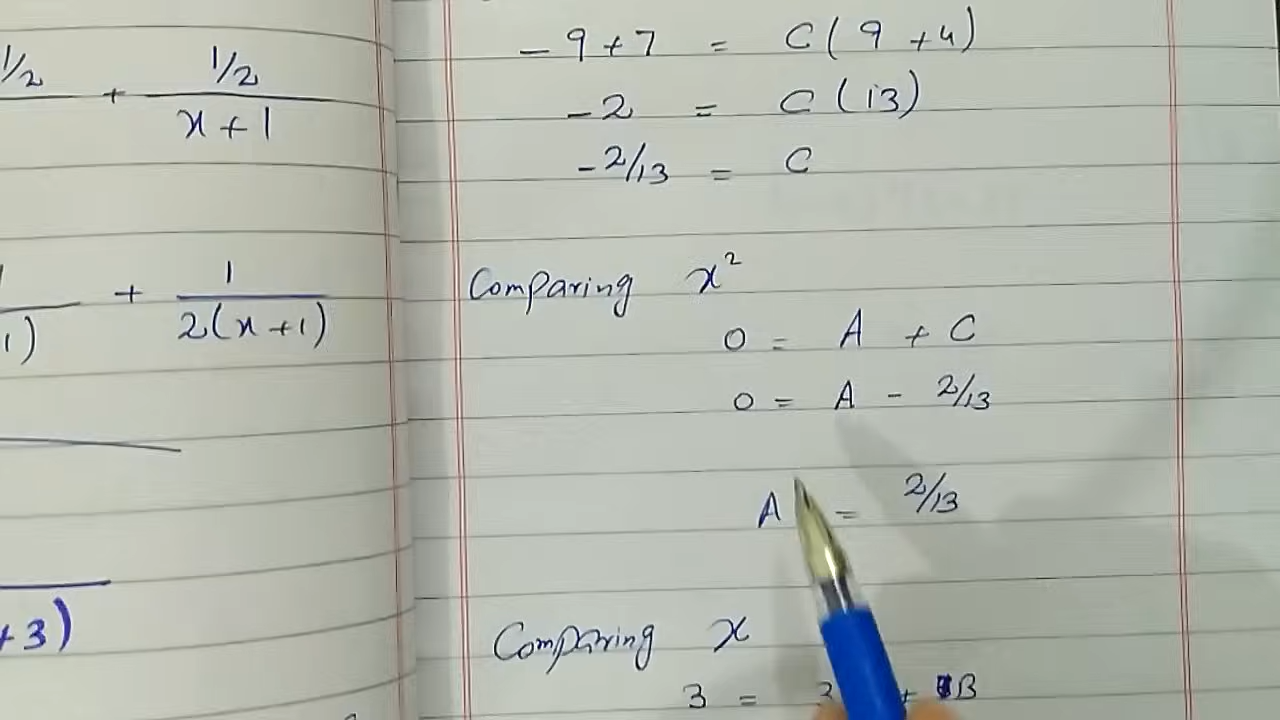 1/2 + 1/2
x + 1
+ 1
1) 2(x+1)
+ 3)
- 9 + 7 = C ( 9 + 4)
- 2 = C ( 13)
- 2/13 = C
Comparing x²
0 = A + C
0 = A - 2/13
A = 2/13
Comparing x
3 = + B